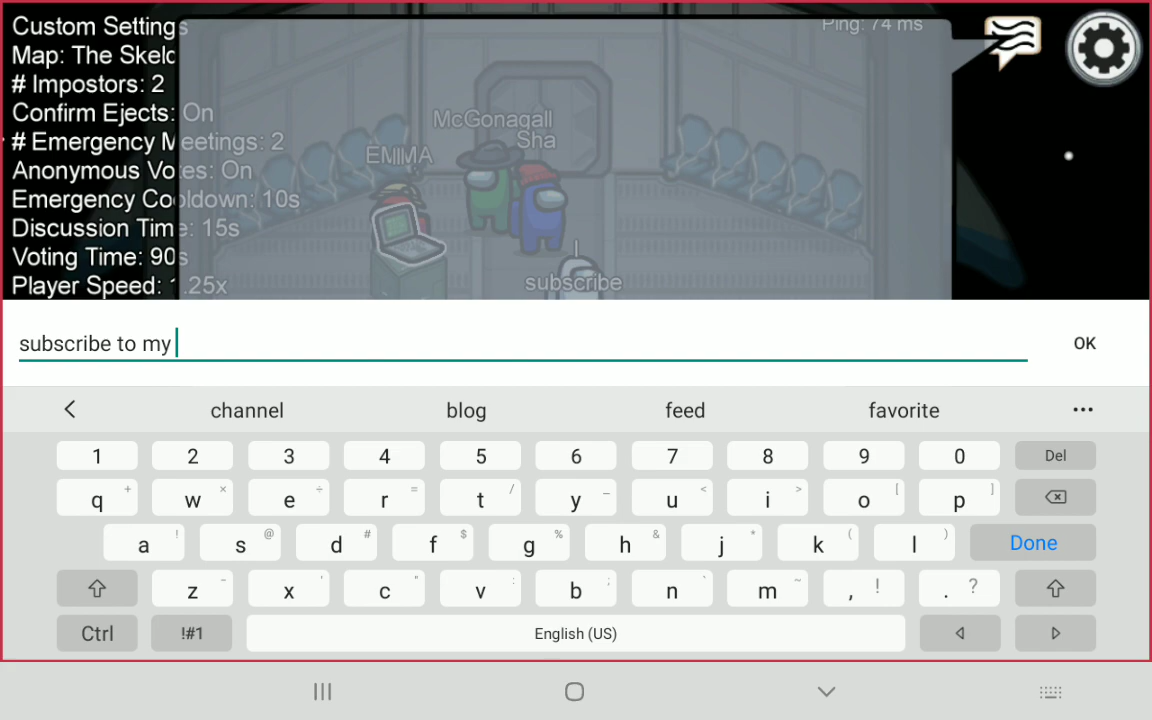 Custom Settings
Map: The Skeld
# Impostors: 2
Confirm Ejects: On
# Emergency Meetings: 2
Anonymous Votes: On
Emergency Cooldown: 10s
Discussion Time: 15s
Voting Time: 90s
Player Speed: 1.25x
Ping: 74 ms
McGonagall
Sha
EMMA
subscribe
subscribe to my
OK
channel blog feed favorite
1 2 3 4 5 6 7 8 9 0 Del
q + w × e ÷ r = t / y _ u < i > o [ p ]
a ! s @ d # f $ g % h & j * k ( l ) Done
z - x ' c " v : b ; n ` m ~ , ! . ?
Ctrl !#1 English (US)